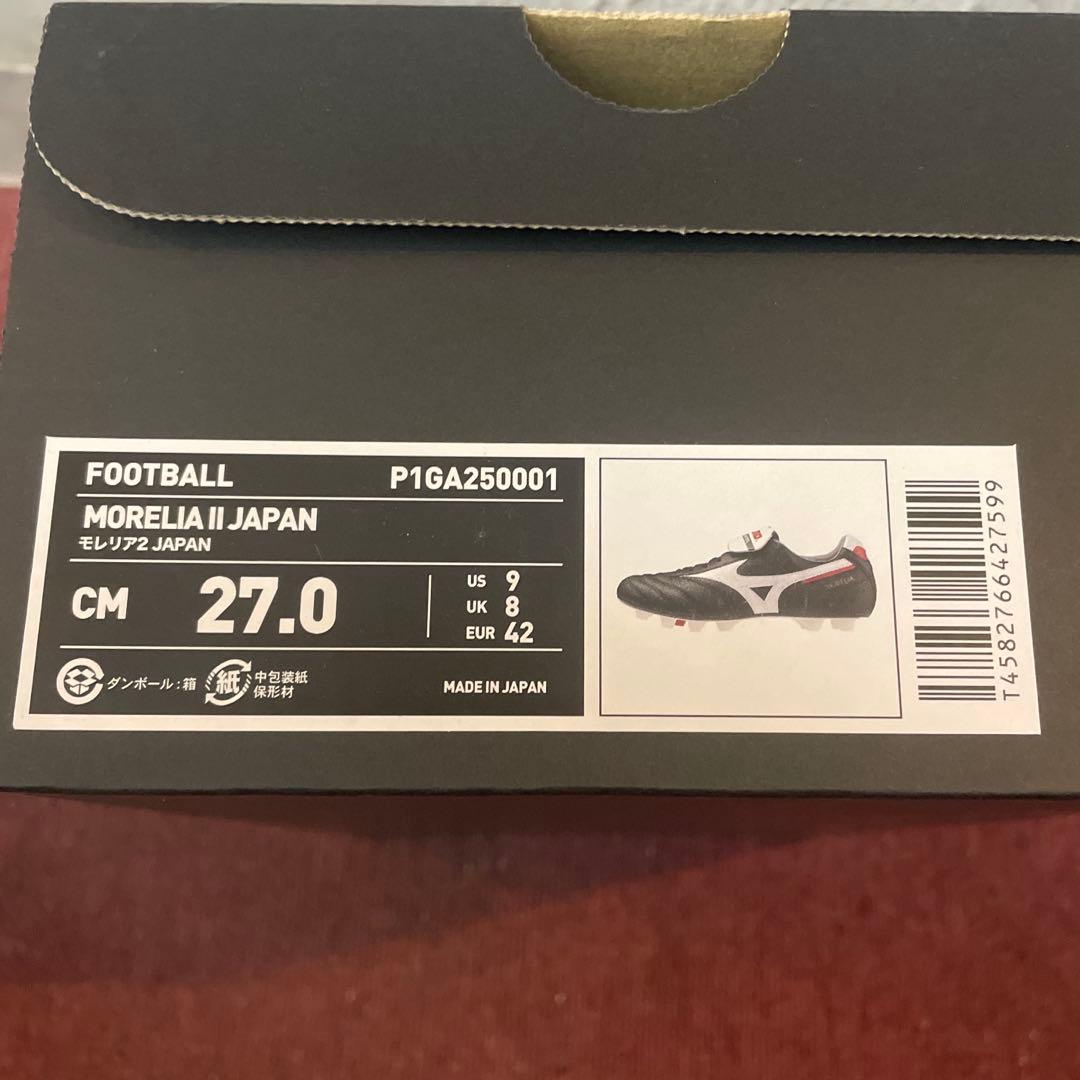 FOOTBALL P1GA250001
MORELIA II JAPAN
モレリア2 JAPAN
CM 27.0
US 9
UK 8
EUR 42
ダンボール:箱
紙 中包装紙
保形材
MADE IN JAPAN
T4582766427599